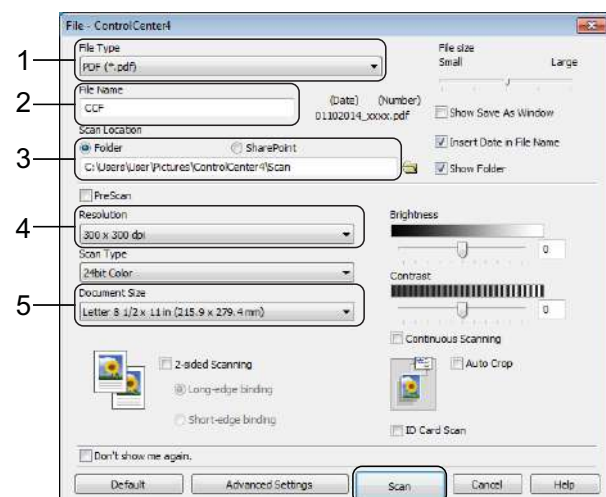 File - ControlCenter4
1
File Type
PDF (*.pdf)
File size
Small Large
2
File Name
CCF
(Date) (Number)
01102014_xxxx.pdf
Show Save As Window
Scan Location
Insert Date in File Name
3
Folder SharePoint
C:\Users\User\Pictures\ControlCenter4\Scan
Show Folder
PreScan
4
Resolution
300 x 300 dpi
Brightness
0
Scan Type
24bit Color
Contrast
0
5
Document Size
Letter 8 1/2 x 11 in (215.9 x 279.4 mm)
Continuous Scanning
2-sided Scanning
Auto Crop
Long-edge binding
Short-edge binding
ID Card Scan
Don't show me again.
Default Advanced Settings Scan Cancel Help